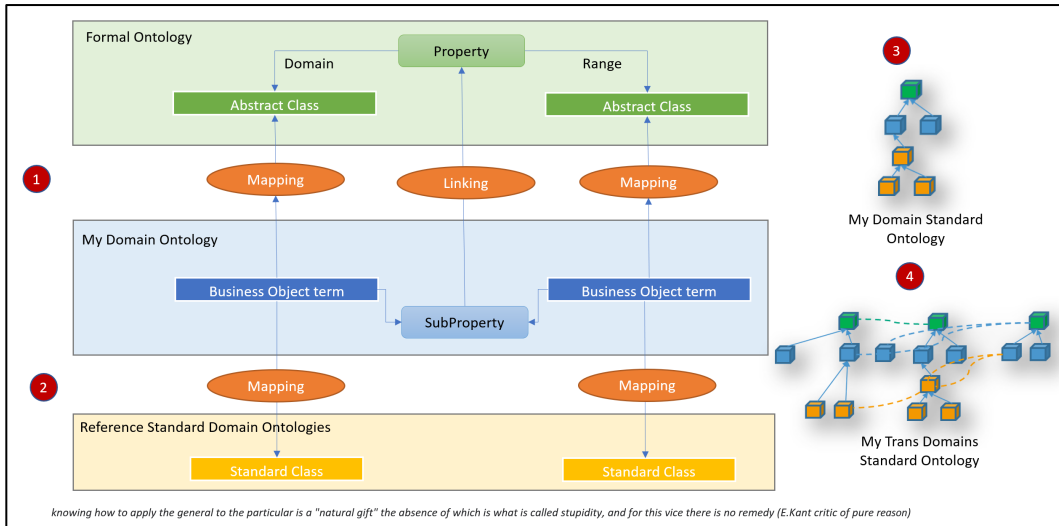 Formal Ontology
Property
Domain
Range
Abstract Class
Abstract Class
1
Mapping
Linking
Mapping
My Domain Ontology
Business Object term
Business Object term
SubProperty
2
Mapping
Mapping
Reference Standard Domain Ontologies
Standard Class
Standard Class
3
My Domain Standard
Ontology
4
My Trans Domains
Standard Ontology
knowing how to apply the general to the particular is a "natural gift" the absence of which is what is called stupidity, and for this vice there is no remedy (E.Kant critic of pure reason)